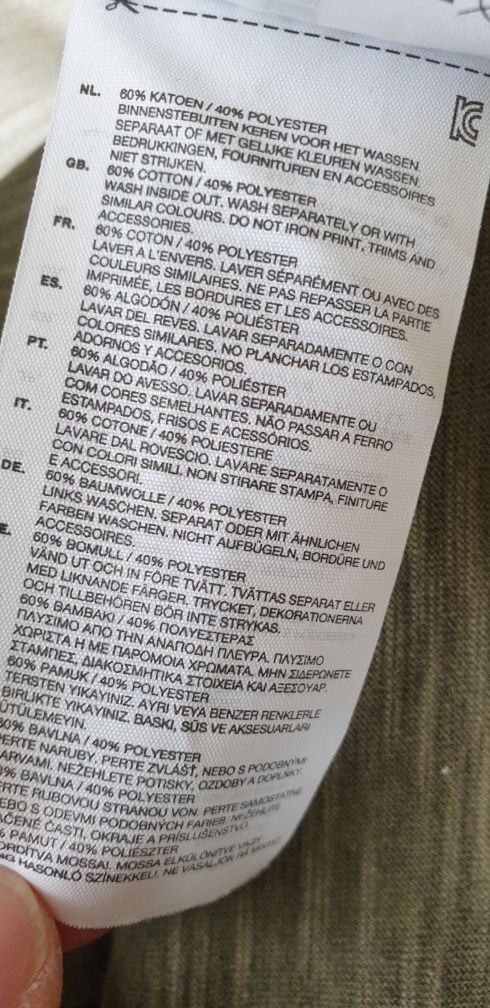 NL. 60% KATOEN / 40% POLYESTER
BINNENSTEBUITEN KEREN VOOR HET WASSEN.
SEPARAAT OF MET GELIJKE KLEUREN WASSEN.
BEDRUKKINGEN, FOURNITUREN EN ACCESSOIRES
NIET STRIJKEN.
GB. 60% COTTON / 40% POLYESTER
WASH INSIDE OUT. WASH SEPARATELY OR WITH
SIMILAR COLOURS. DO NOT IRON PRINT, TRIMS AND
ACCESSORIES.
FR. 60% COTON / 40% POLYESTER
LAVER À L'ENVERS. LAVER SÉPARÉMENT OU AVEC DES
COULEURS SIMILAIRES. NE PAS REPASSER LA PARTIE
IMPRIMÉE, LES BORDURES ET LES ACCESSOIRES.
ES. 60% ALGODÓN / 40% POLIÉSTER
LAVAR DEL REVES. LAVAR SEPARADAMENTE O CON
COLORES SIMILARES. NO PLANCHAR LOS ESTAMPADOS,
ADORNOS Y ACCESORIOS.
PT. 60% ALGODÃO / 40% POLIÉSTER
LAVAR DO AVESSO. LAVAR SEPARADAMENTE OU
COM CORES SEMELHANTES. NÃO PASSAR A FERRO
ESTAMPADOS, FRISOS E ACESSÓRIOS.
IT. 60% COTONE / 40% POLIESTERE
LAVARE DAL ROVESCIO. LAVARE SEPARATAMENTE O
CON COLORI SIMILI. NON STIRARE STAMPA, FINITURE
E ACCESSORI.
DE. 60% BAUMWOLLE / 40% POLYESTER
LINKS WASCHEN. SEPARAT ODER MIT ÄHNLICHEN
FARBEN WASCHEN. NICHT AUFBÜGELN, BORDÜRE UND
ACCESSOIRES.
E. 60% BOMULL / 40% POLYESTER
VÄND UT OCH IN FÖRE TVÄTT. TVÄTTAS SEPARAT ELLER
MED LIKNANDE FÄRGER. TRYCKET, DEKORATIONERNA
OCH TILLBEHÖREN BÖR INTE STRYKAS.
60% ΒΑΜΒΑΚΙ / 40% ΠΟΛΥΕΣΤΕΡΑΣ
ΠΛΥΣΙΜΟ ΑΠΟ ΤΗΝ ΑΝΑΠΟΔΗ ΠΛΕΥΡΑ. ΠΛΥΣΙΜΟ
ΧΩΡΙΣΤΑ Η ΜΕ ΠΑΡΟΜΟΙΑ ΧΡΩΜΑΤΑ. ΜΗΝ ΣΙΔΕΡΩΝΕΤΕ
ΣΤΑΜΠΕΣ, ΔΙΑΚΟΣΜΗΤΙΚΑ ΣΤΟΙΧΕΙΑ ΚΑΙ ΑΞΕΣΟΥΑΡ.
60% PAMUK / 40% POLYESTER
TERSTEN YIKAYINIZ. AYRI VEYA BENZER RENKLERLE
BIRLIKTE YIKAYINIZ. BASKI, SÜS VE AKSESUARLARI
ÜTÜLEMEYIN.
60% BAVLNA / 40% POLYESTER
PERTE NARUBY. PERTE ZVLÁŠŤ, NEBO S PODOBNÝMI
ARVAMI. NEŽEHLETE POTISKY, OZDOBY A DOPLŇKY.
0% BAVLNA / 40% POLYESTER
ERTE RUBOVOU STRANOU VON. PERTE SAMOSTATNE
EBO S ODEVMI PODOBNÝCH FARIEB. NEŽEHLITE
AČENÉ ČASTI, OKRAJE A PRÍSLUŠENSTVO.
% PAMUT / 40% POLIÉSZTER
ORDÍTVA MOSSAI. MOSSA ELKÜLÖNÍTVE VAGY
HASONLÓ SZÍNEKKEL. NE VASALJON